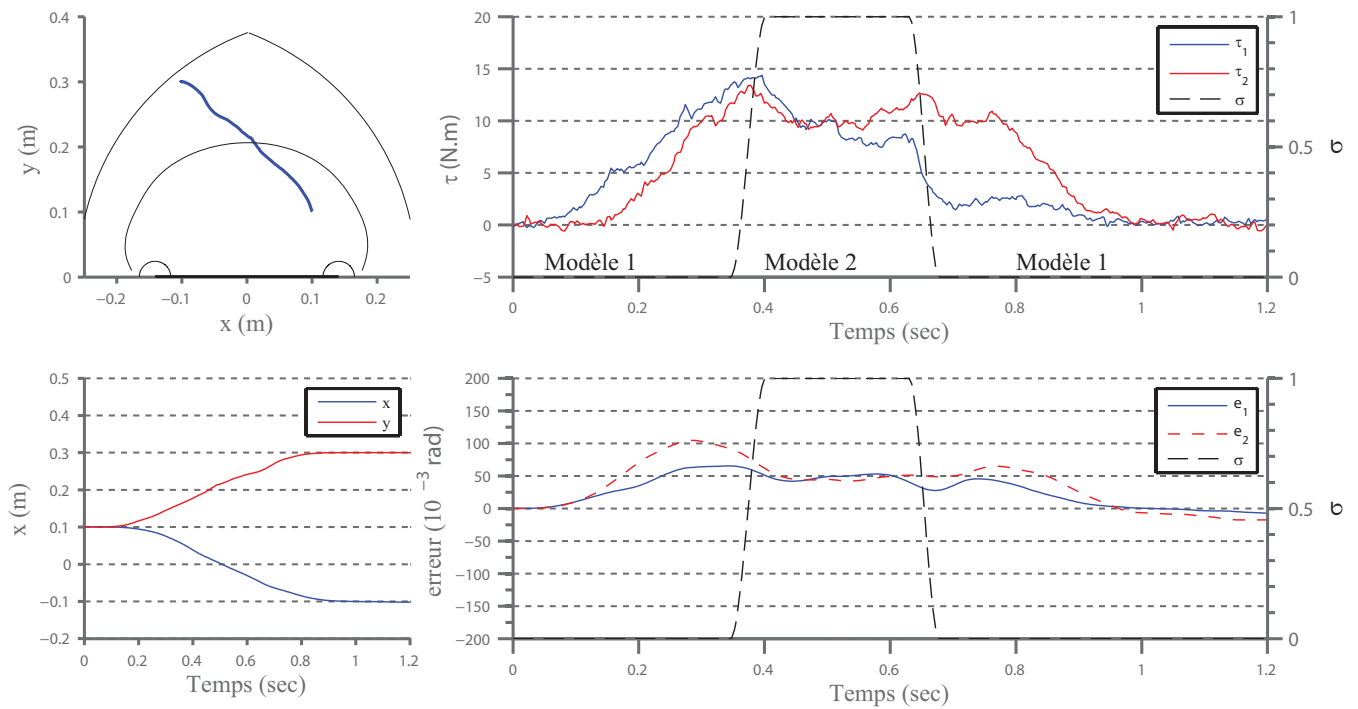 0.4
0.3
0.2
0.1
0
y (m)
−0.2
−0.1
0
0.1
0.2
x (m)
20
15
10
5
0
−5
τ (N.m)
1
0.5
0
σ
τ1
τ2
σ
Modèle 1
Modèle 2
Modèle 1
0
0.2
0.4
0.6
0.8
1
1.2
Temps (sec)
0.5
0.4
0.3
0.2
0.1
0
−0.1
−0.2
x (m)
x
y
0
0.2
0.4
0.6
0.8
1
1.2
Temps (sec)
200
150
100
50
0
−50
−100
−150
−200
erreur (10⁻³ rad)
1
0.5
0
σ
e1
e2
σ
0
0.2
0.4
0.6
0.8
1
1.2
Temps (sec)